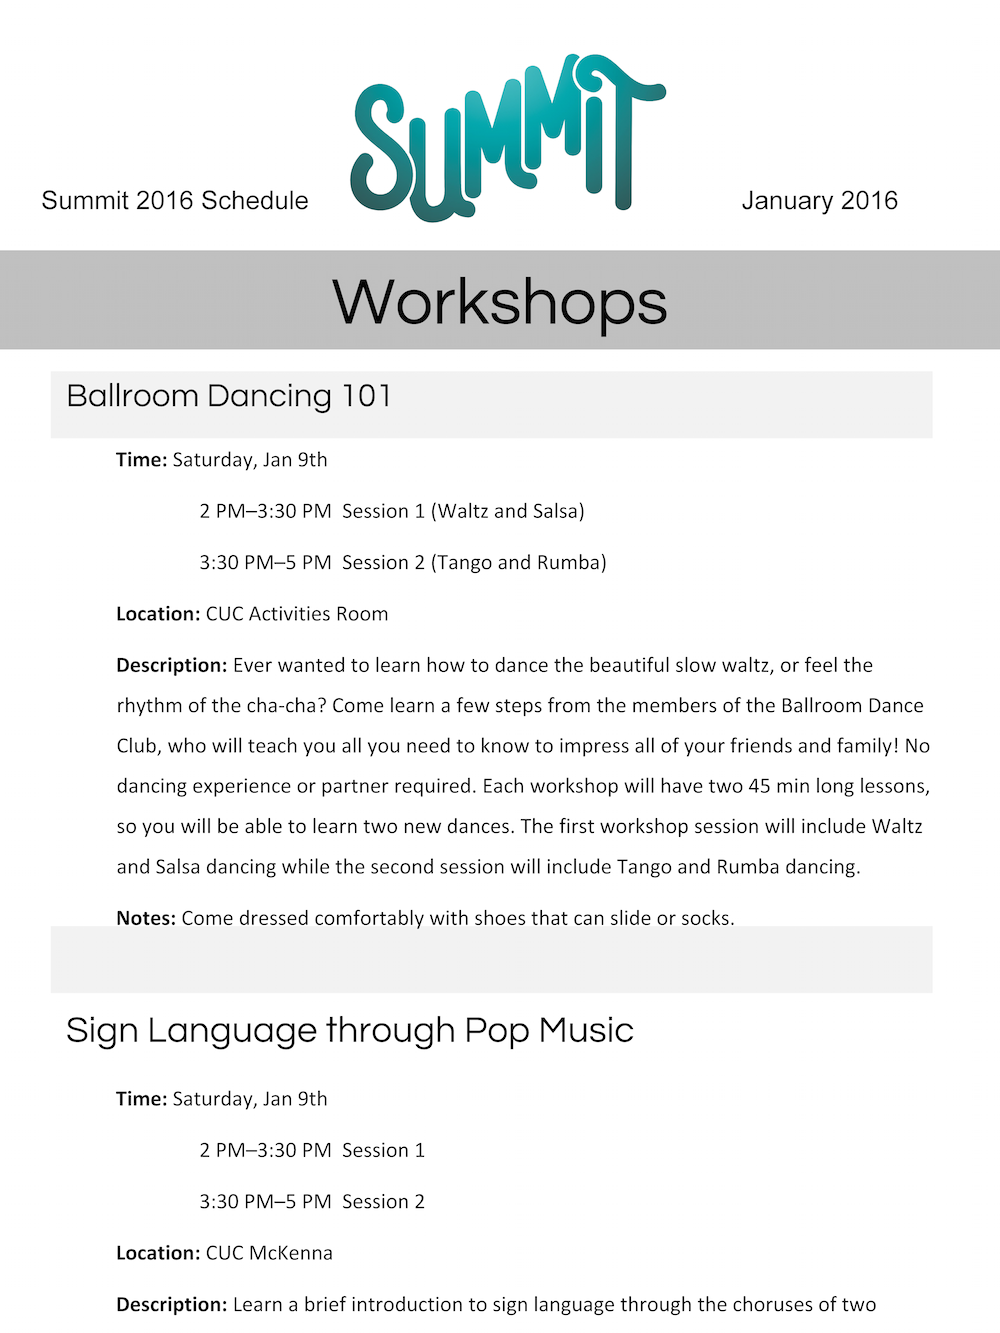 SUMMIT
Summit 2016 Schedule
January 2016
Workshops
Ballroom Dancing 101
Time: Saturday, Jan 9th
2 PM–3:30 PM  Session 1 (Waltz and Salsa)
3:30 PM–5 PM  Session 2 (Tango and Rumba)
Location: CUC Activities Room
Description: Ever wanted to learn how to dance the beautiful slow waltz, or feel the
rhythm of the cha-cha? Come learn a few steps from the members of the Ballroom Dance
Club, who will teach you all you need to know to impress all of your friends and family! No
dancing experience or partner required. Each workshop will have two 45 min long lessons,
so you will be able to learn two new dances. The first workshop session will include Waltz
and Salsa dancing while the second session will include Tango and Rumba dancing.
Notes: Come dressed comfortably with shoes that can slide or socks.
Sign Language through Pop Music
Time: Saturday, Jan 9th
2 PM–3:30 PM  Session 1
3:30 PM–5 PM  Session 2
Location: CUC McKenna
Description: Learn a brief introduction to sign language through the choruses of two